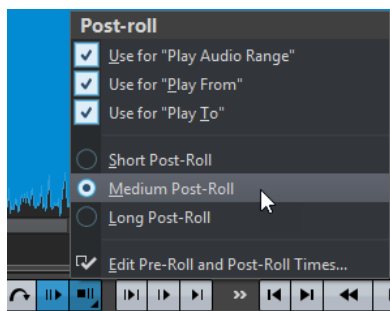 Post-roll
Use for "Play Audio Range"
Use for "Play From"
Use for "Play To"
Short Post-Roll
Medium Post-Roll
Long Post-Roll
Edit Pre-Roll and Post-Roll Times...